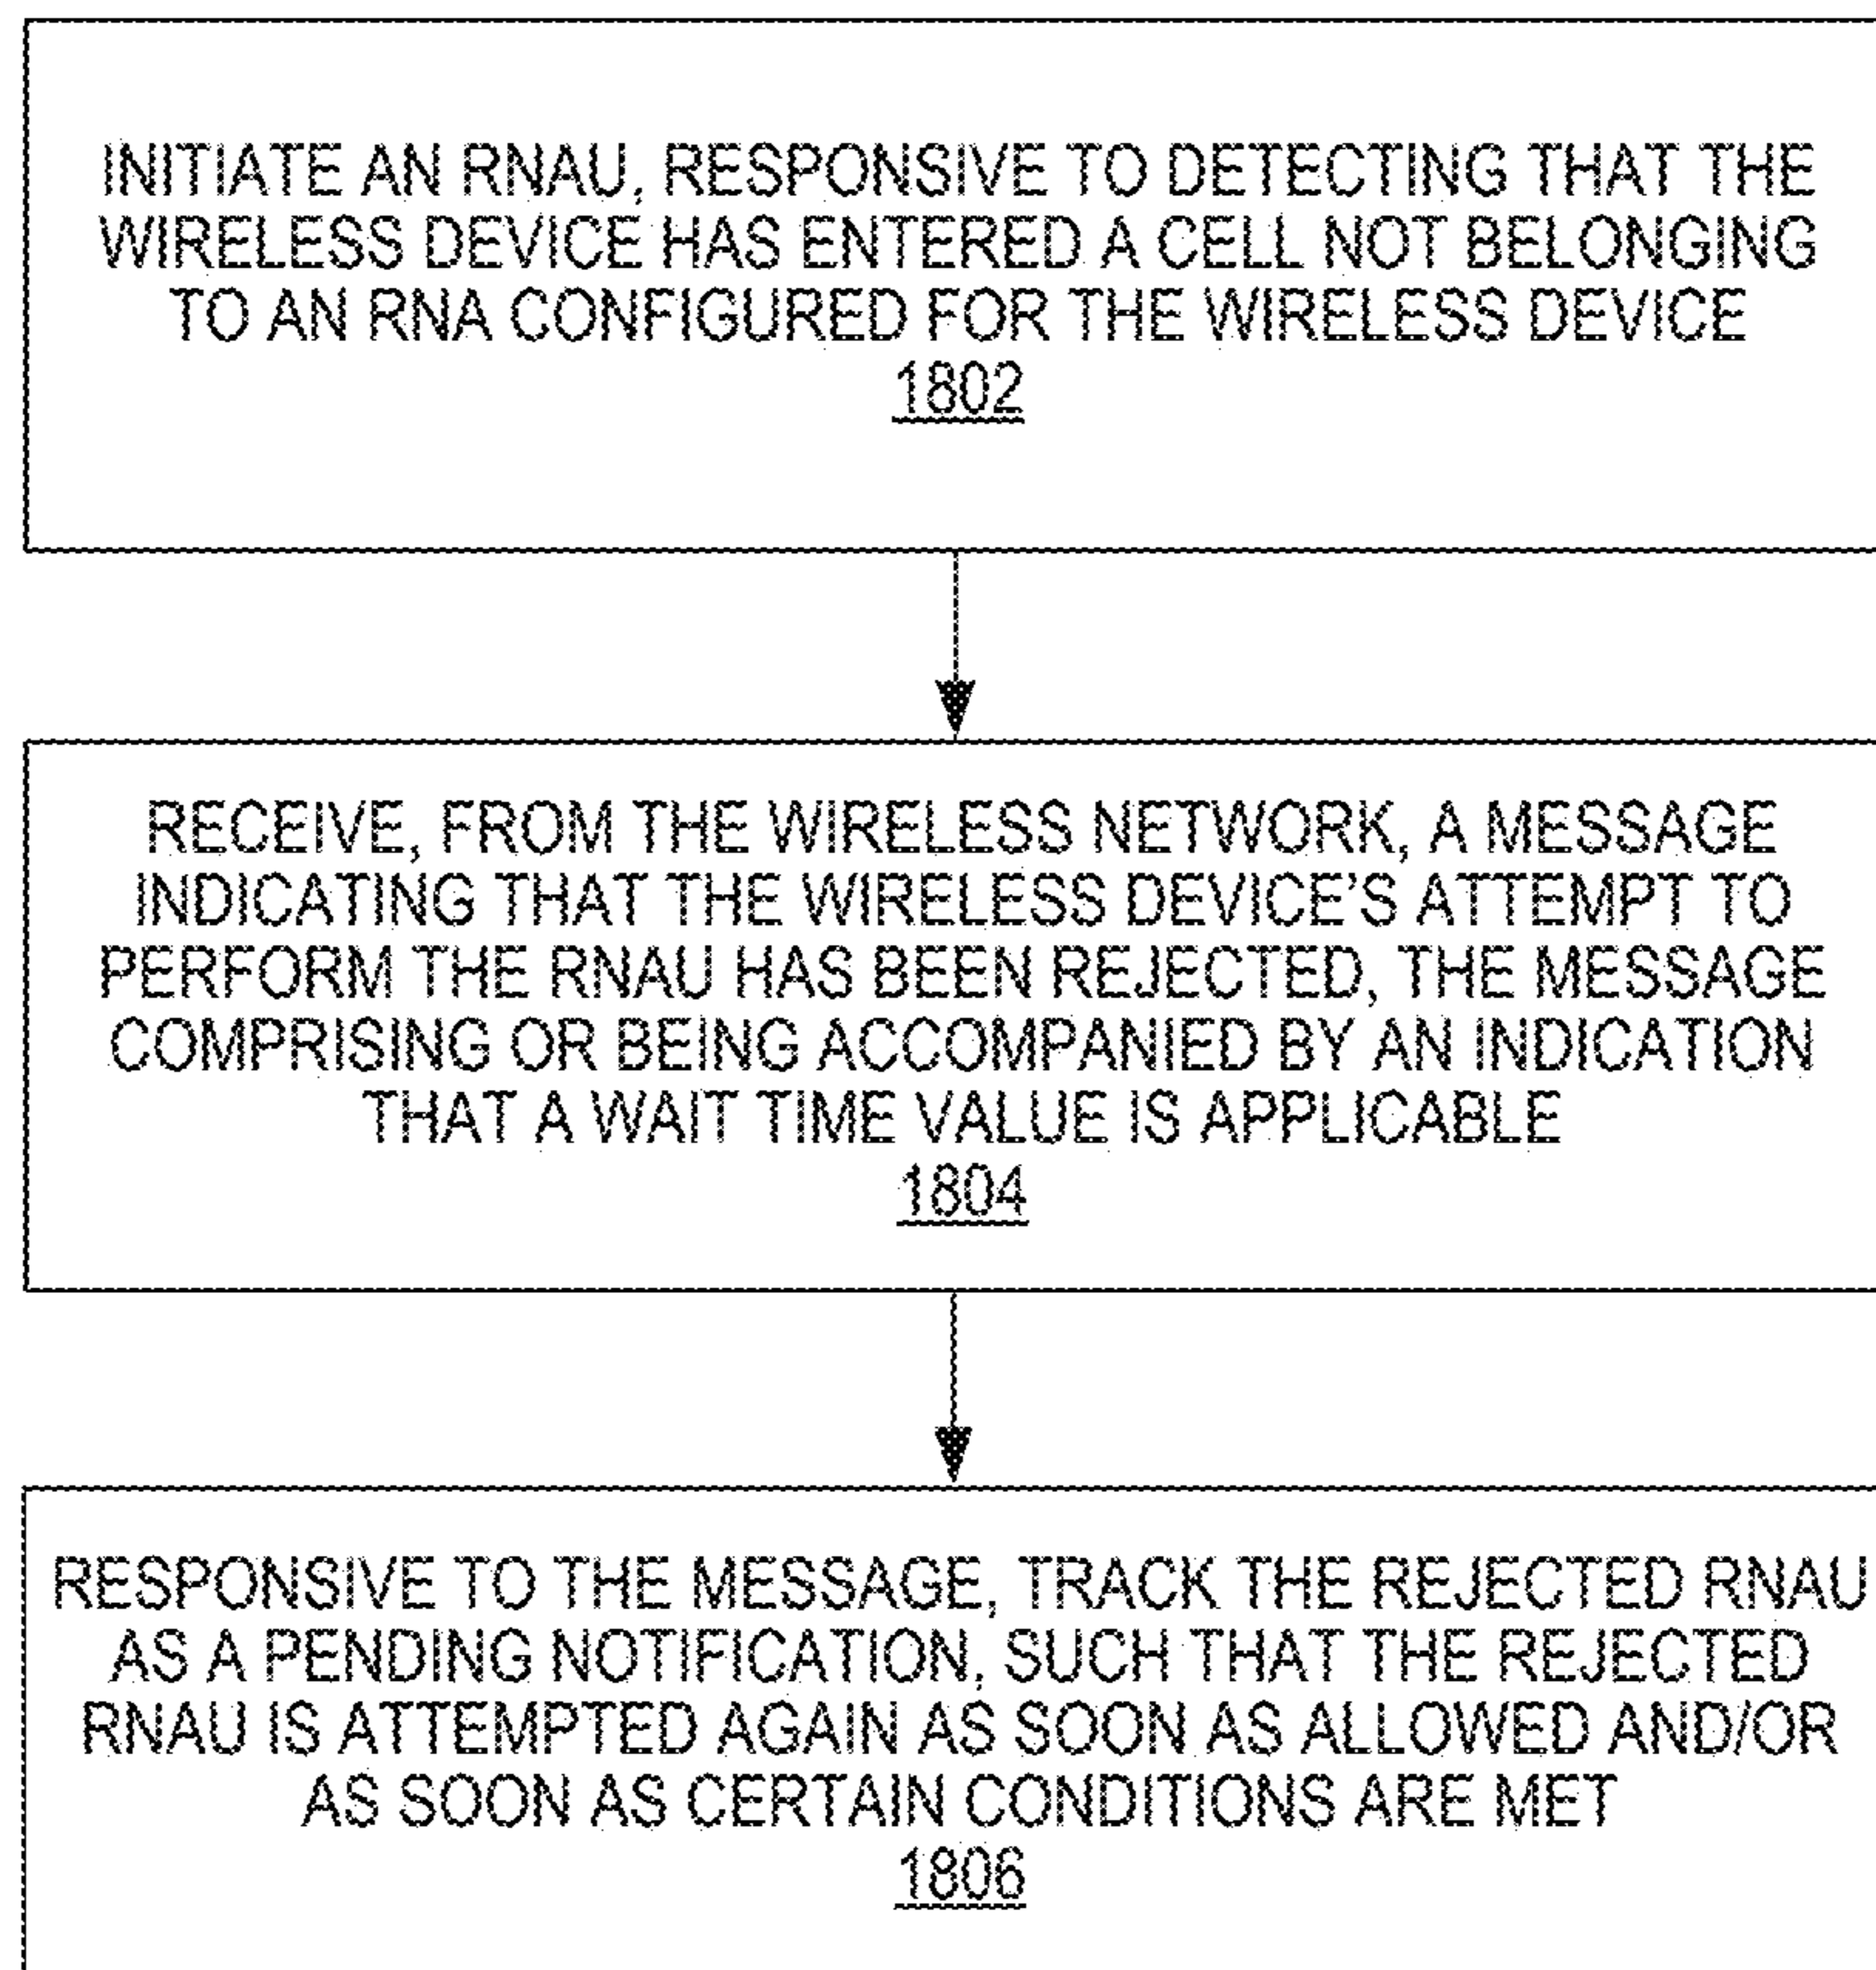 INITIATE AN RNAU, RESPONSIVE TO DETECTING THAT THE
WIRELESS DEVICE HAS ENTERED A CELL NOT BELONGING
TO AN RNA CONFIGURED FOR THE WIRELESS DEVICE
1802
RECEIVE, FROM THE WIRELESS NETWORK, A MESSAGE
INDICATING THAT THE WIRELESS DEVICE'S ATTEMPT TO
PERFORM THE RNAU HAS BEEN REJECTED, THE MESSAGE
COMPRISING OR BEING ACCOMPANIED BY AN INDICATION
THAT A WAIT TIME VALUE IS APPLICABLE
1804
RESPONSIVE TO THE MESSAGE, TRACK THE REJECTED RNAU
AS A PENDING NOTIFICATION, SUCH THAT THE REJECTED
RNAU IS ATTEMPTED AGAIN AS SOON AS ALLOWED AND/OR
AS SOON AS CERTAIN CONDITIONS ARE MET
1806